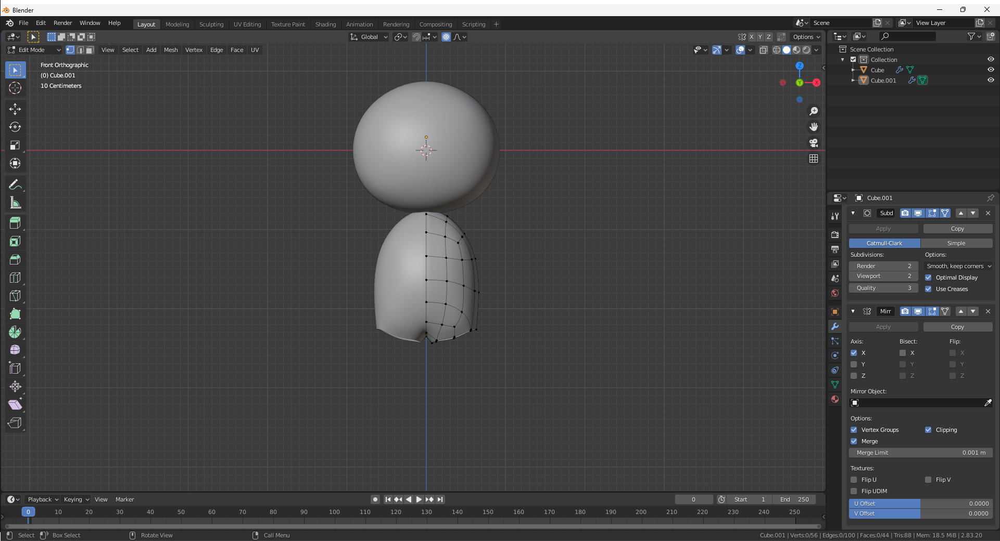 Blender
File Edit Render Window Help Layout Modeling Sculpting UV Editing Texture Paint Shading Animation Rendering Compositing Scripting + Scene View Layer
Global X Y Z Options
Edit Mode View Select Add Mesh Vertex Edge Face UV
Front Orthographic
(0) Cube.001
10 Centimeters
Z
Y X
Scene Collection
Collection
Cube
Cube.001
Cube.001
Subd
Apply Copy
Catmull-Clark Simple
Subdivisions: Options:
Render 2 Smooth, keep corners
Viewport 2 Optimal Display
Quality 3 Use Creases
Mirr
Apply Copy
Axis: Bisect: Flip:
X X X
Y Y Y
Z Z Z
Mirror Object:
Options:
Vertex Groups Clipping
Merge
Merge Limit 0.001 m
Textures:
Flip U Flip V
Flip UDIM
U Offset 0.0000
V Offset 0.0000
Playback Keying View Marker 0 Start 1 End 250
0 10 20 30 40 50 60 70 80 90 100 110 120 130 140 150 160 170 180 190 200 210 220 230 240 250
Select Box Select Rotate View Call Menu Cube.001 | Verts:0/56 | Edges:0/100 | Faces:0/44 | Tris:88 | Mem: 18.5 MiB | 2.83.20